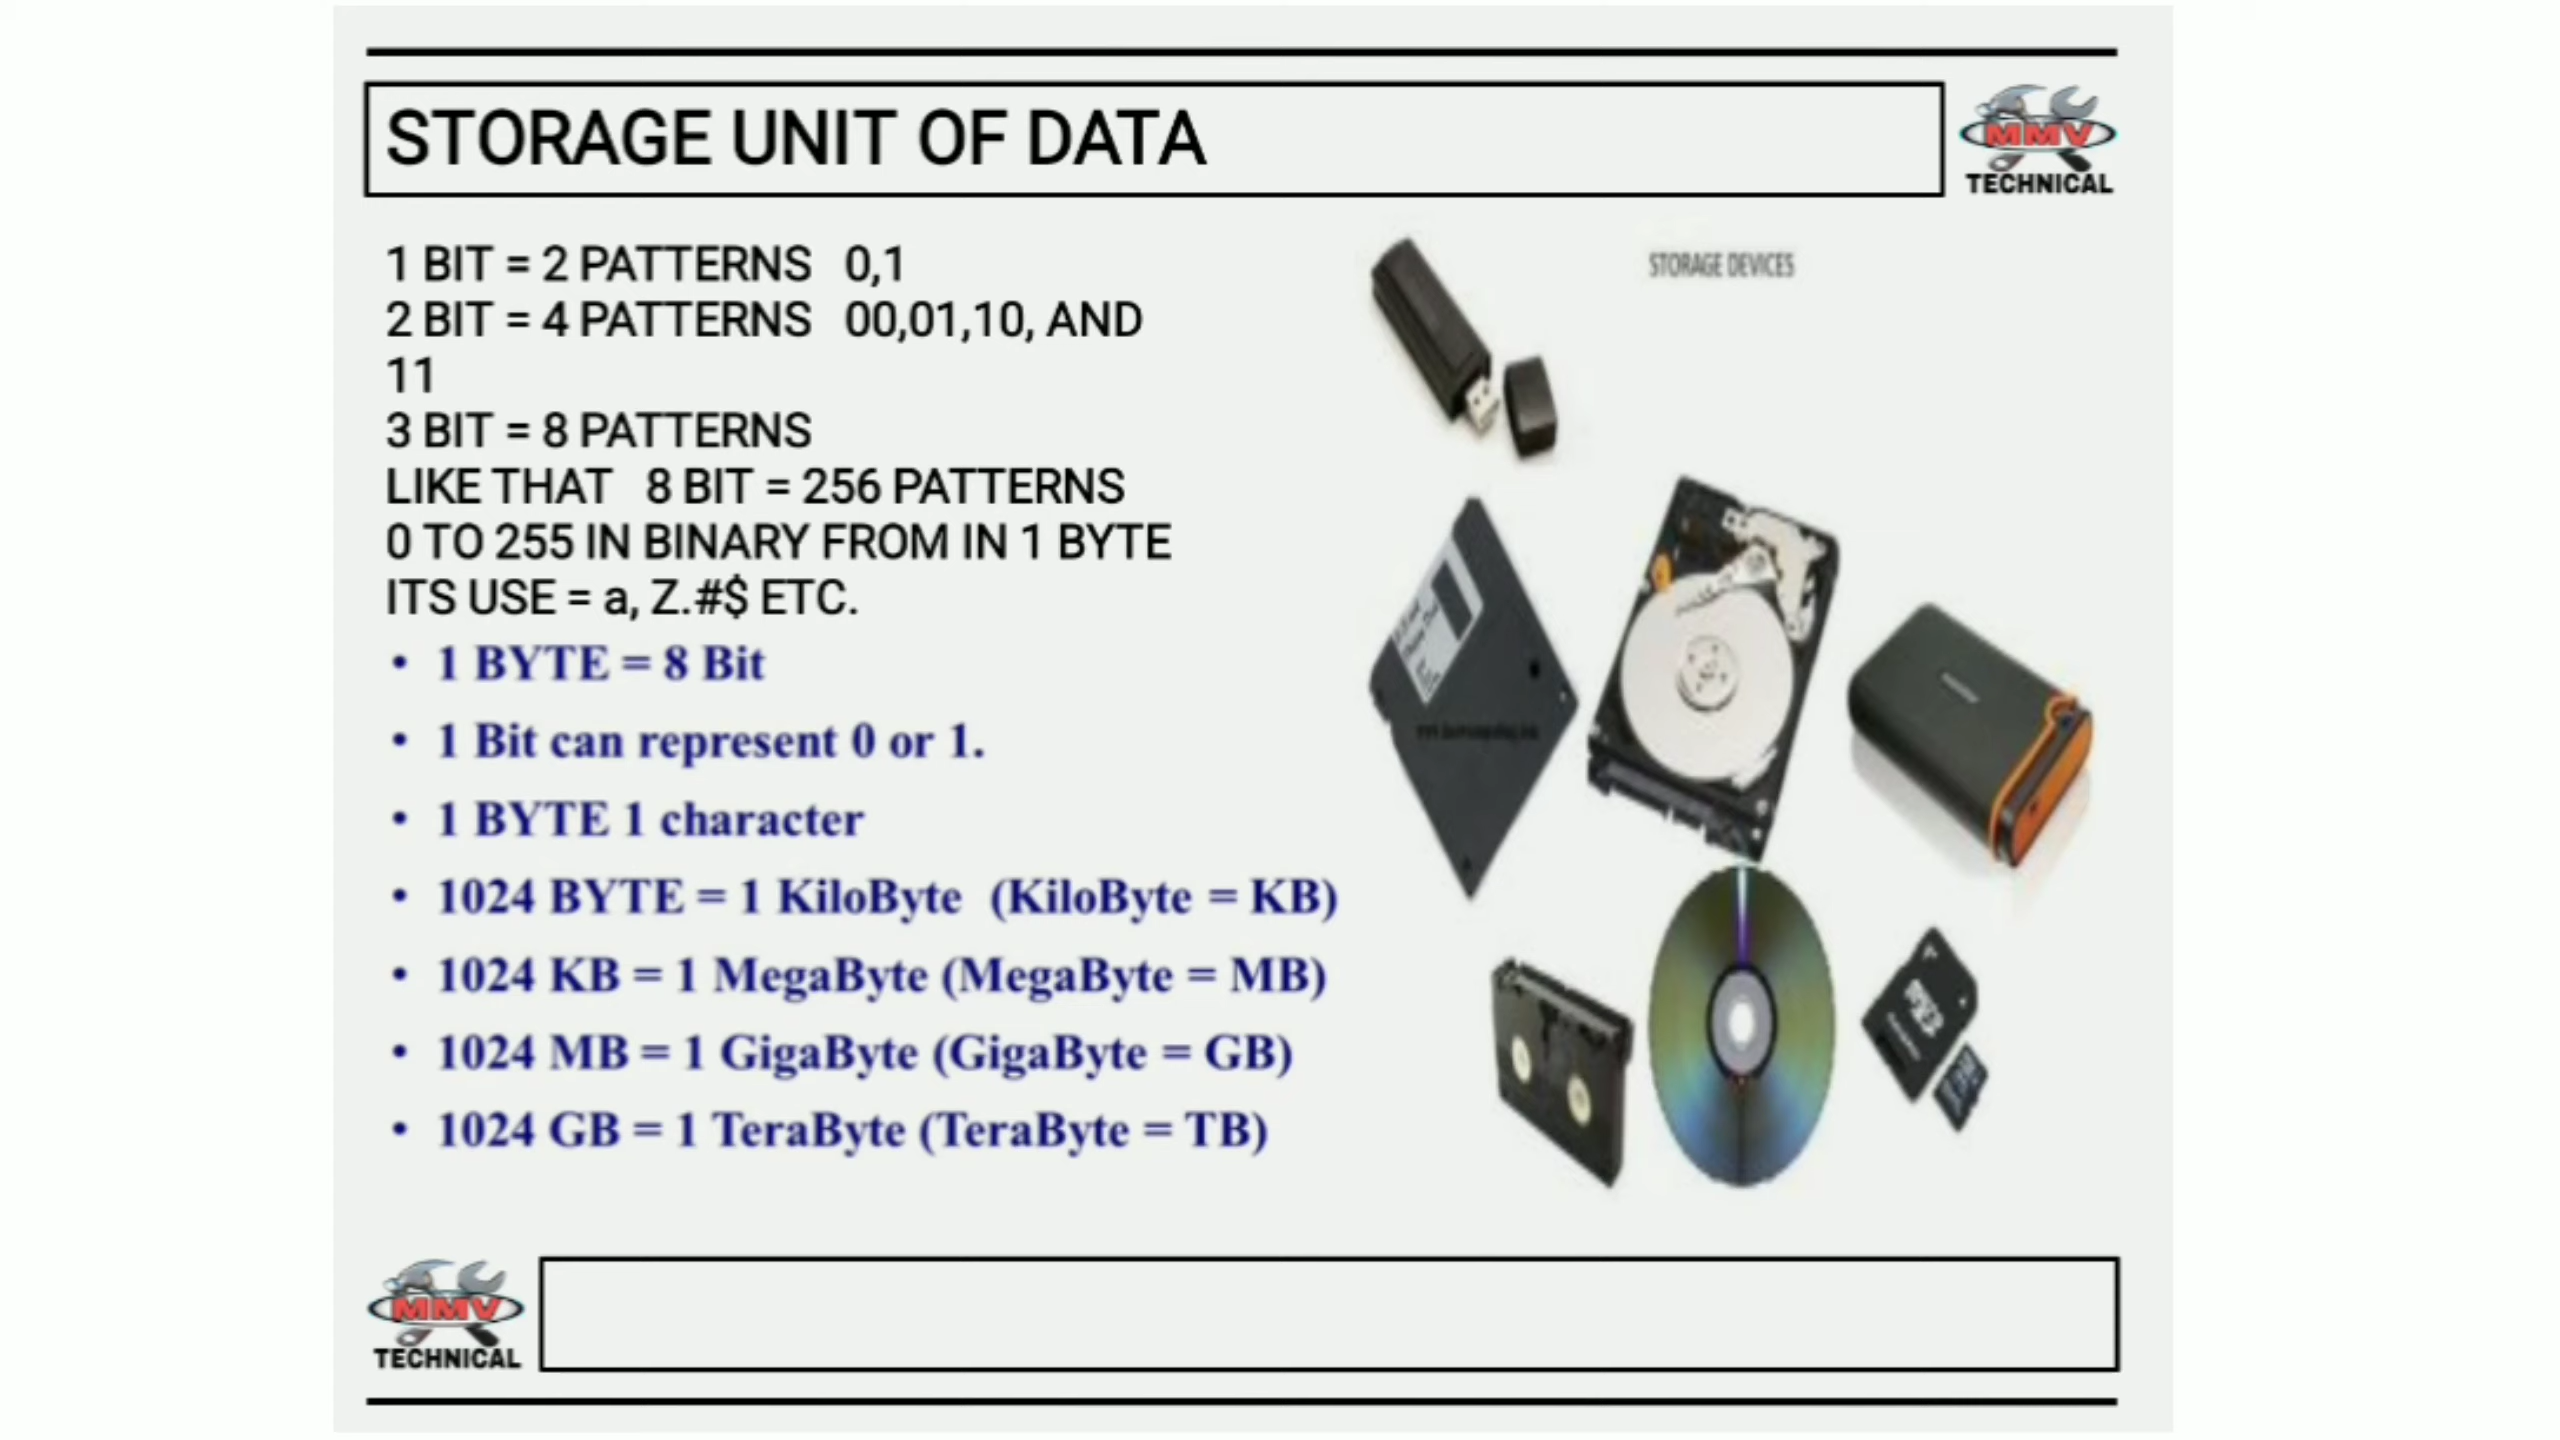 STORAGE UNIT OF DATA
MMV
TECHNICAL
1 BIT = 2 PATTERNS 0,1
2 BIT = 4 PATTERNS 00,01,10, AND
11
3 BIT = 8 PATTERNS
LIKE THAT 8 BIT = 256 PATTERNS
0 TO 255 IN BINARY FROM IN 1 BYTE
ITS USE = a, Z.#$ ETC.
• 1 BYTE = 8 Bit
• 1 Bit can represent 0 or 1.
• 1 BYTE 1 character
• 1024 BYTE = 1 KiloByte (KiloByte = KB)
• 1024 KB = 1 MegaByte (MegaByte = MB)
• 1024 MB = 1 GigaByte (GigaByte = GB)
• 1024 GB = 1 TeraByte (TeraByte = TB)
STORAGE DEVICES
MMV
TECHNICAL